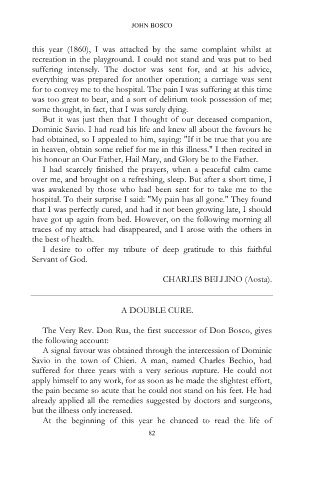 JOHN BOSCO
this year (1860), I was attacked by the same complaint whilst at
recreation in the playground. I could not stand and was put to bed
suffering intensely. The doctor was sent for, and at his advice,
everything was prepared for another operation; a carriage was sent
for to convey me to the hospital. The pain I was suffering at this time
was too great to bear, and a sort of delirium took possession of me;
some thought, in fact, that I was surely dying.
But it was just then that I thought of our deceased companion,
Dominic Savio. I had read his life and knew all about the favours he
had obtained, so I appealed to him, saying: "If it be true that you are
in heaven, obtain some relief for me in this illness." I then recited in
his honour an Our Father, Hail Mary, and Glory be to the Father.
I had scarcely finished the prayers, when a peaceful calm came
over me, and brought on a refreshing, sleep. But after a short time, I
was awakened by those who had been sent for to take me to the
hospital. To their surprise I said: "My pain has all gone." They found
that I was perfectly cured, and had it not been growing late, I should
have got up again from bed. However, on the following morning all
traces of my attack had disappeared, and I arose with the others in
the best of health.
I desire to offer my tribute of deep gratitude to this faithful
Servant of God.
CHARLES BELLINO (Aosta).
A DOUBLE CURE.
The Very Rev. Don Rua, the first successor of Don Bosco, gives
the following account:
A signal favour was obtained through the intercession of Dominic
Savio in the town of Chieri. A man, named Charles Bechio, had
suffered for three years with a very serious rupture. He could not
apply himself to any work, for as soon as he made the slightest effort,
the pain became so acute that he could not stand on his feet. He had
already applied all the remedies suggested by doctors and surgeons,
but the illness only increased.
At the beginning of this year he chanced to read the life of
82